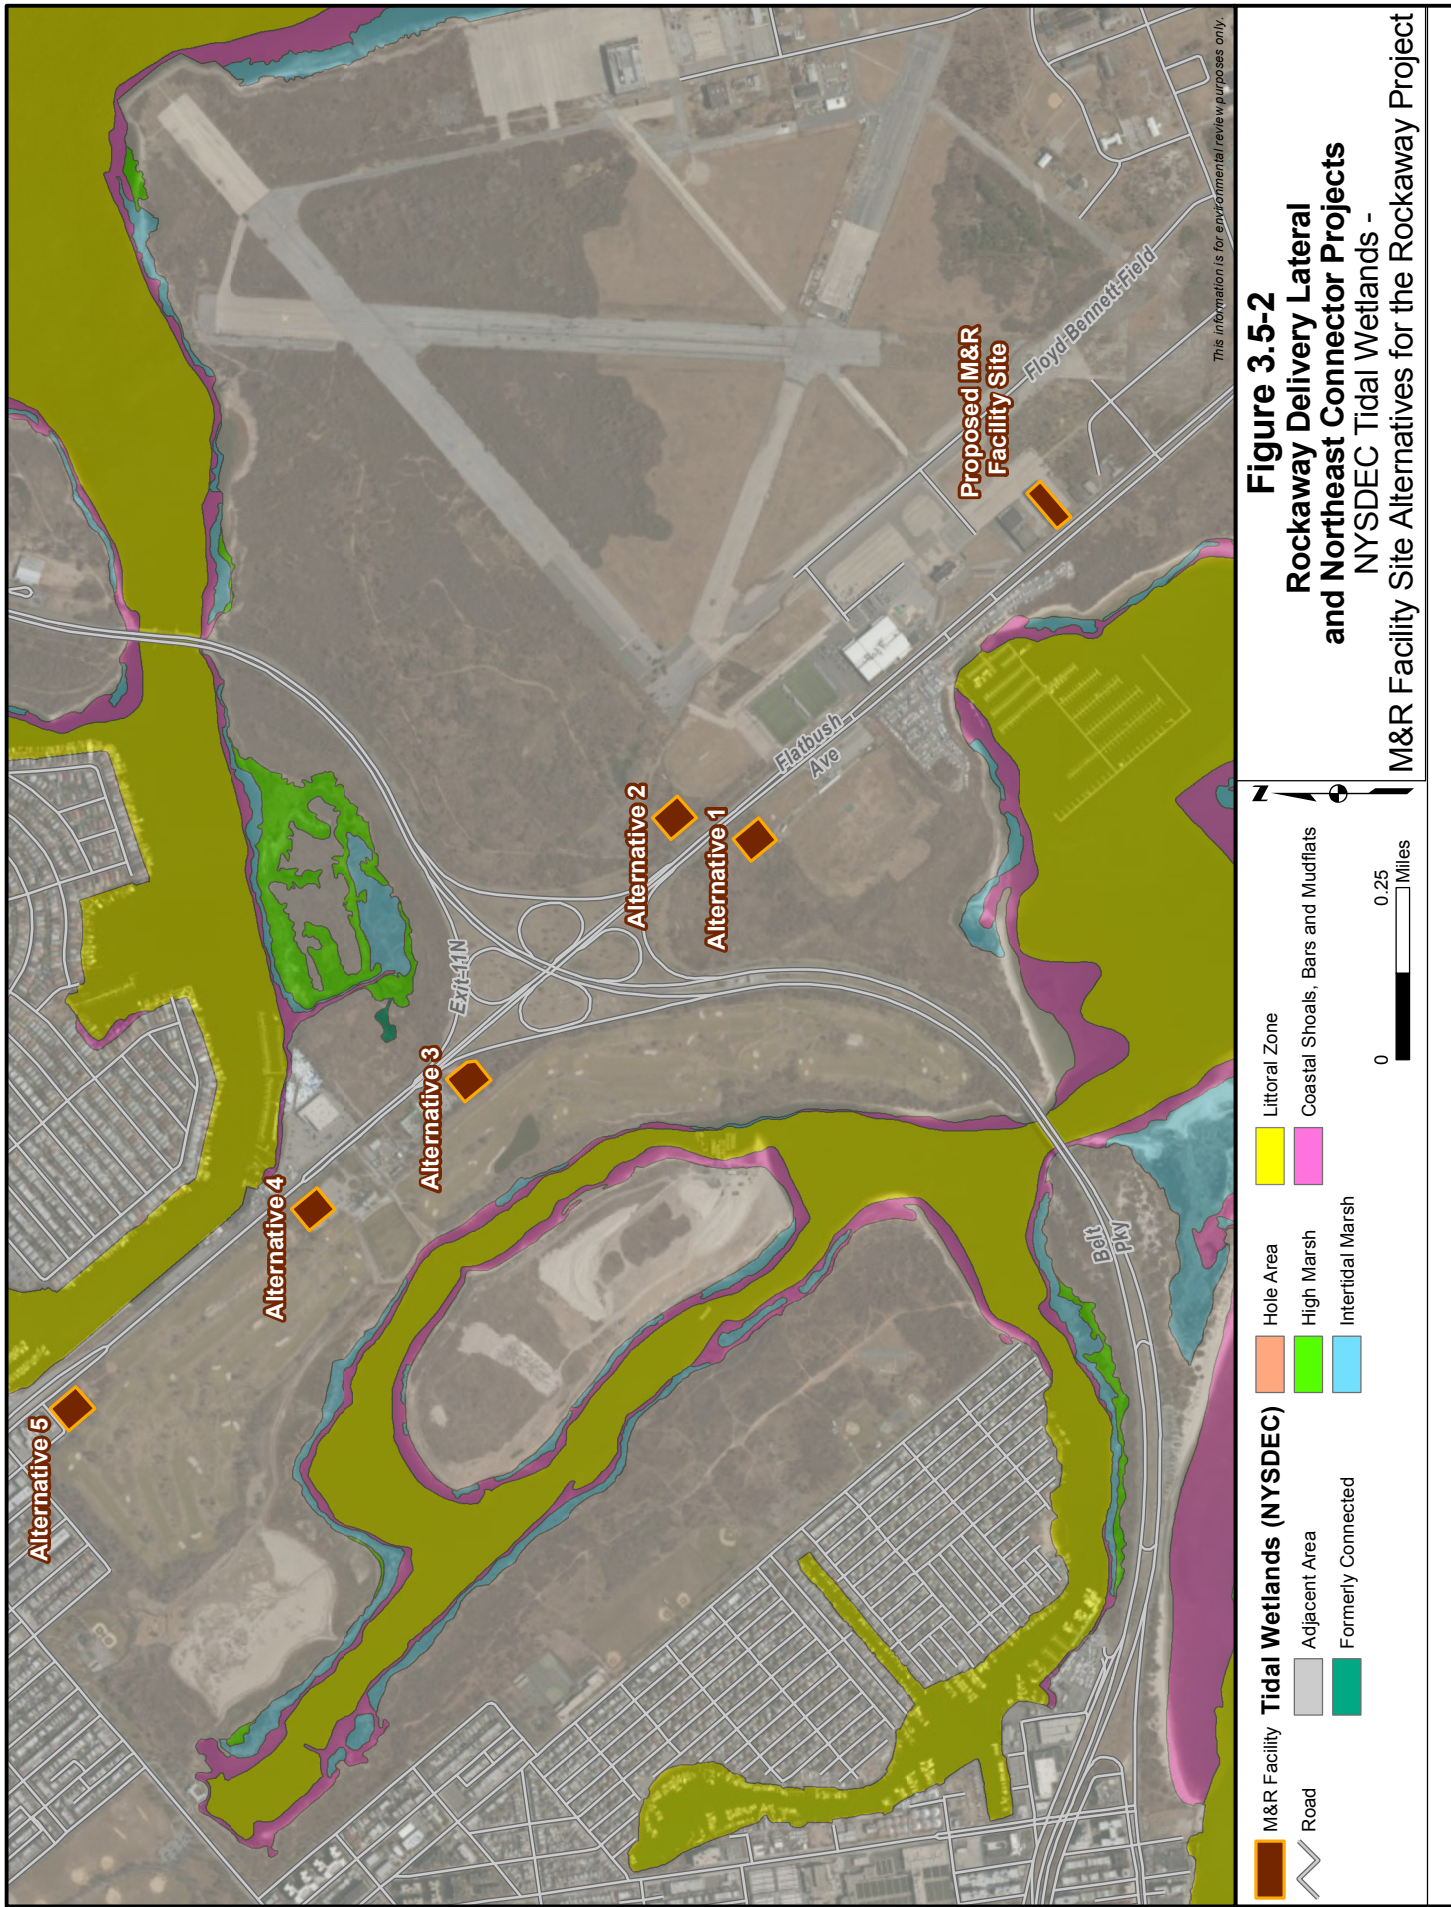 Alternative 5
Alternative 4
Alternative 3
Exit 11N
Alternative 2
Alternative 1
Flatbush
Ave
Proposed M&R
Facility Site
Floyd Bennett Field
Belt
Pky
This information is for environmental review purposes only.
M&R Facility
Road
Tidal Wetlands (NYSDEC)
Adjacent Area
Formerly Connected
Hole Area
High Marsh
Intertidal Marsh
Littoral Zone
Coastal Shoals, Bars and Mudflats
0 0.25
Miles
N
Figure 3.5-2
Rockaway Delivery Lateral
and Northeast Connector Projects
NYSDEC Tidal Wetlands -
M&R Facility Site Alternatives for the Rockaway Project